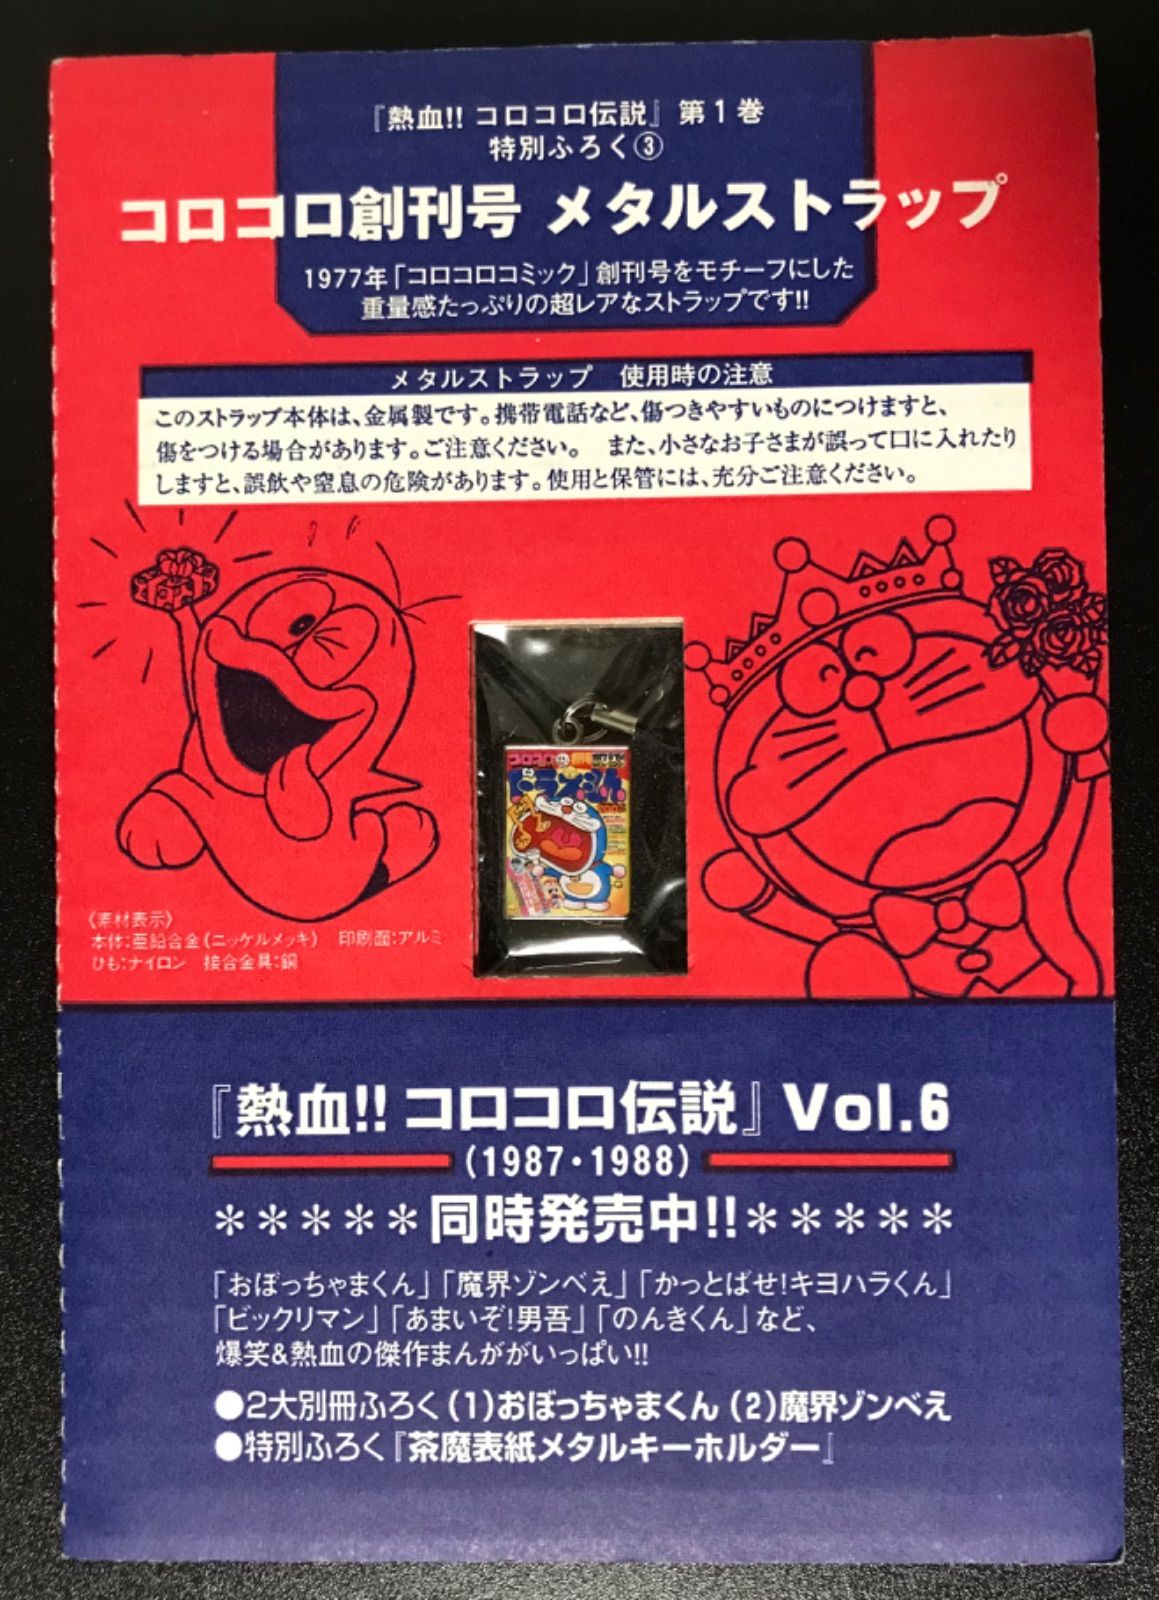 『熱血!! コロコロ伝説』 第1巻
特別ふろく③
コロコロ創刊号 メタルストラップ
1977年「コロコロコミック」創刊号をモチーフにした
重量感たっぷりの超レアなストラップです!!
メタルストラップ 使用時の注意
このストラップ本体は、金属製です。携帯電話など、傷つきやすいものにつけますと、
傷をつける場合があります。ご注意ください。 また、小さなお子さまが誤って口に入れたり
しますと、誤飲や窒息の危険があります。使用と保管には、充分ご注意ください。
コロコロ
ドラえもん
《素材表示》
本体:亜鉛合金(ニッケルメッキ) 印刷面:アルミ
ひも:ナイロン 接合金具:銅
『熱血!! コロコロ伝説』 Vol.6
(1987・1988)
＊＊＊＊＊同時発売中!!＊＊＊＊＊
「おぼっちゃまくん」「魔界ゾンべえ」「かっとばせ!キヨハラくん」
「ビックリマン」「あまいぞ!男吾」「のんきくん」など、
爆笑&熱血の傑作まんががいっぱい!!
●2大別冊ふろく(1)おぼっちゃまくん (2)魔界ゾンべえ
●特別ふろく『茶魔表紙メタルキーホルダー』